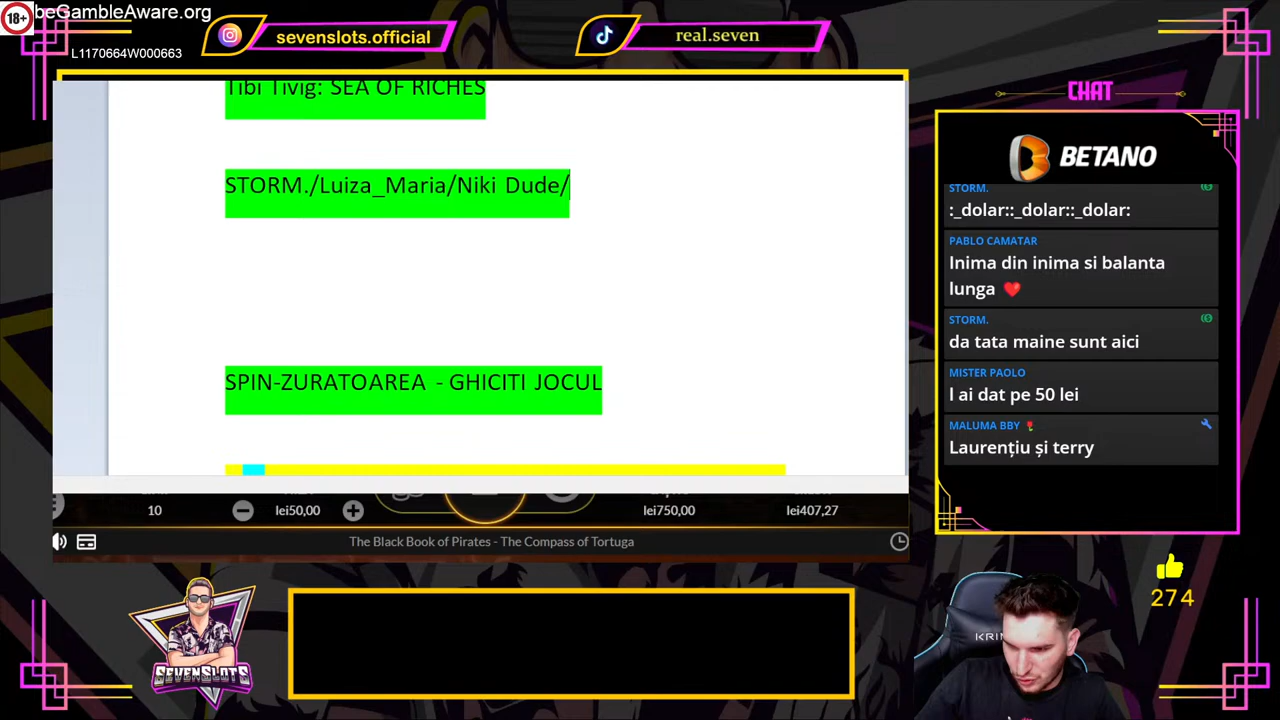 18+
beGambleAware.org
L1170664W000663
sevenslots.official
real.seven
Tibi Tivig: SEA OF RICHES
STORM./Luiza_Maria/Niki Dude/
SPIN-ZURATOAREA - GHICITI JOCUL
10
lei50,00
lei750,00
lei407,27
The Black Book of Pirates - The Compass of Tortuga
CHAT
BETANO
STORM.
:_dolar::_dolar::_dolar:
PABLO CAMATAR
Inima din inima si balanta
lunga ❤️
STORM.
da tata maine sunt aici
MISTER PAOLO
l ai dat pe 50 lei
MALUMA BBY 🌹
Laurențiu și terry
274
SEVENSLOTS